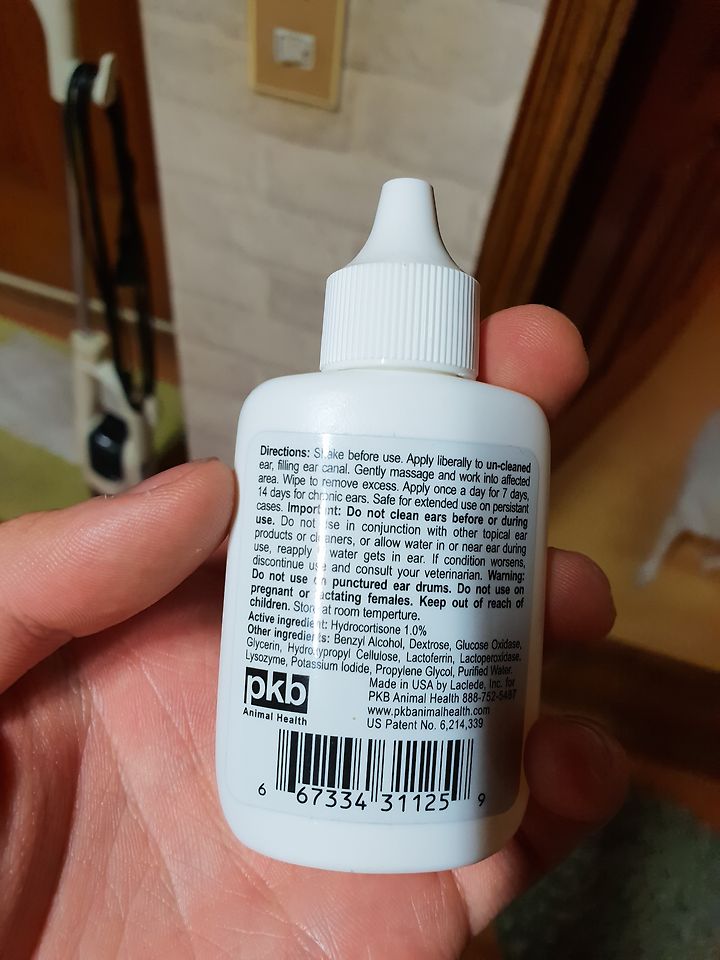 Directions: Shake before use. Apply liberally to un-cleaned
ear, filling ear canal. Gently massage and work into affected
area. Wipe to remove excess. Apply once a day for 7 days,
14 days for chronic ears. Safe for extended use on persistant
cases. Important: Do not clean ears before or during
use. Do not use in conjunction with other topical ear
products or cleaners, or allow water in or near ear during
use, reapply if water gets in ear. If condition worsens,
discontinue use and consult your veterinarian. Warning:
Do not use on punctured ear drums. Do not use on
pregnant or lactating females. Keep out of reach of
children. Store at room temperture.
Active ingredient: Hydrocortisone 1.0%
Other ingredients: Benzyl Alcohol, Dextrose, Glucose Oxidase,
Glycerin, Hydroxypropyl Cellulose, Lactoferrin, Lactoperoxidase,
Lysozyme, Potassium Iodide, Propylene Glycol, Purified Water.
pkb
Animal Health
Made in USA by Laclede, Inc. for
PKB Animal Health 888-752-5487
www.pkbanimalhealth.com
US Patent No. 6,214,339
6 67334 31125 9